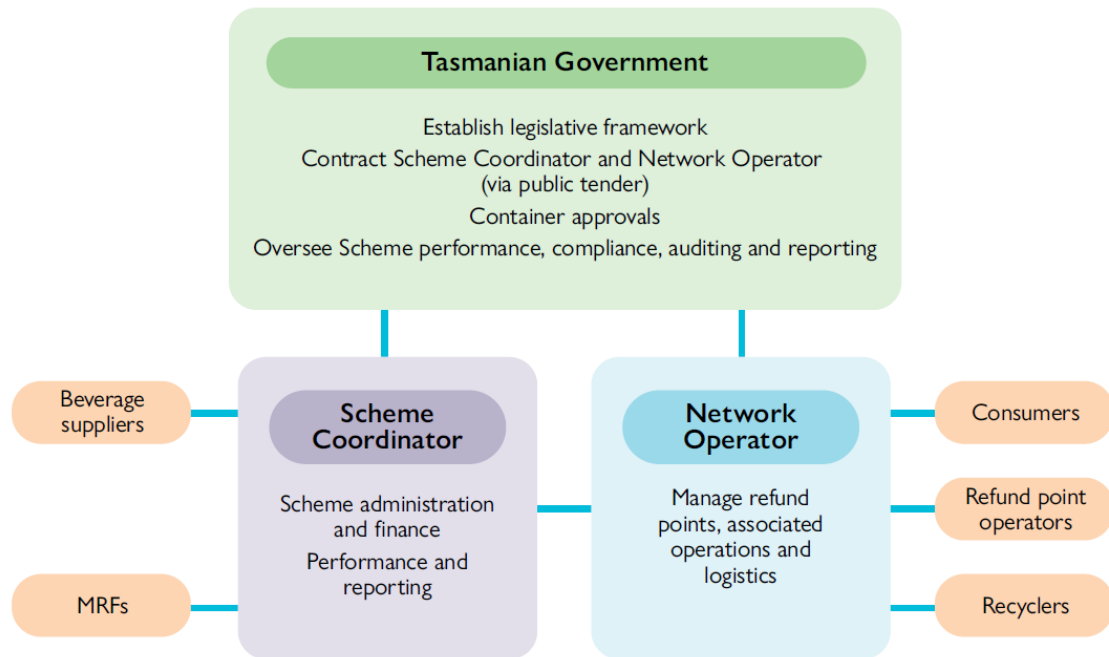 Tasmanian Government
Establish legislative framework
Contract Scheme Coordinator and Network Operator
(via public tender)
Container approvals
Oversee Scheme performance, compliance, auditing and reporting
Beverage
suppliers
MRFs
Scheme
Coordinator
Scheme administration
and finance
Performance and
reporting
Network
Operator
Manage refund
points, associated
operations and
logistics
Consumers
Refund point
operators
Recyclers